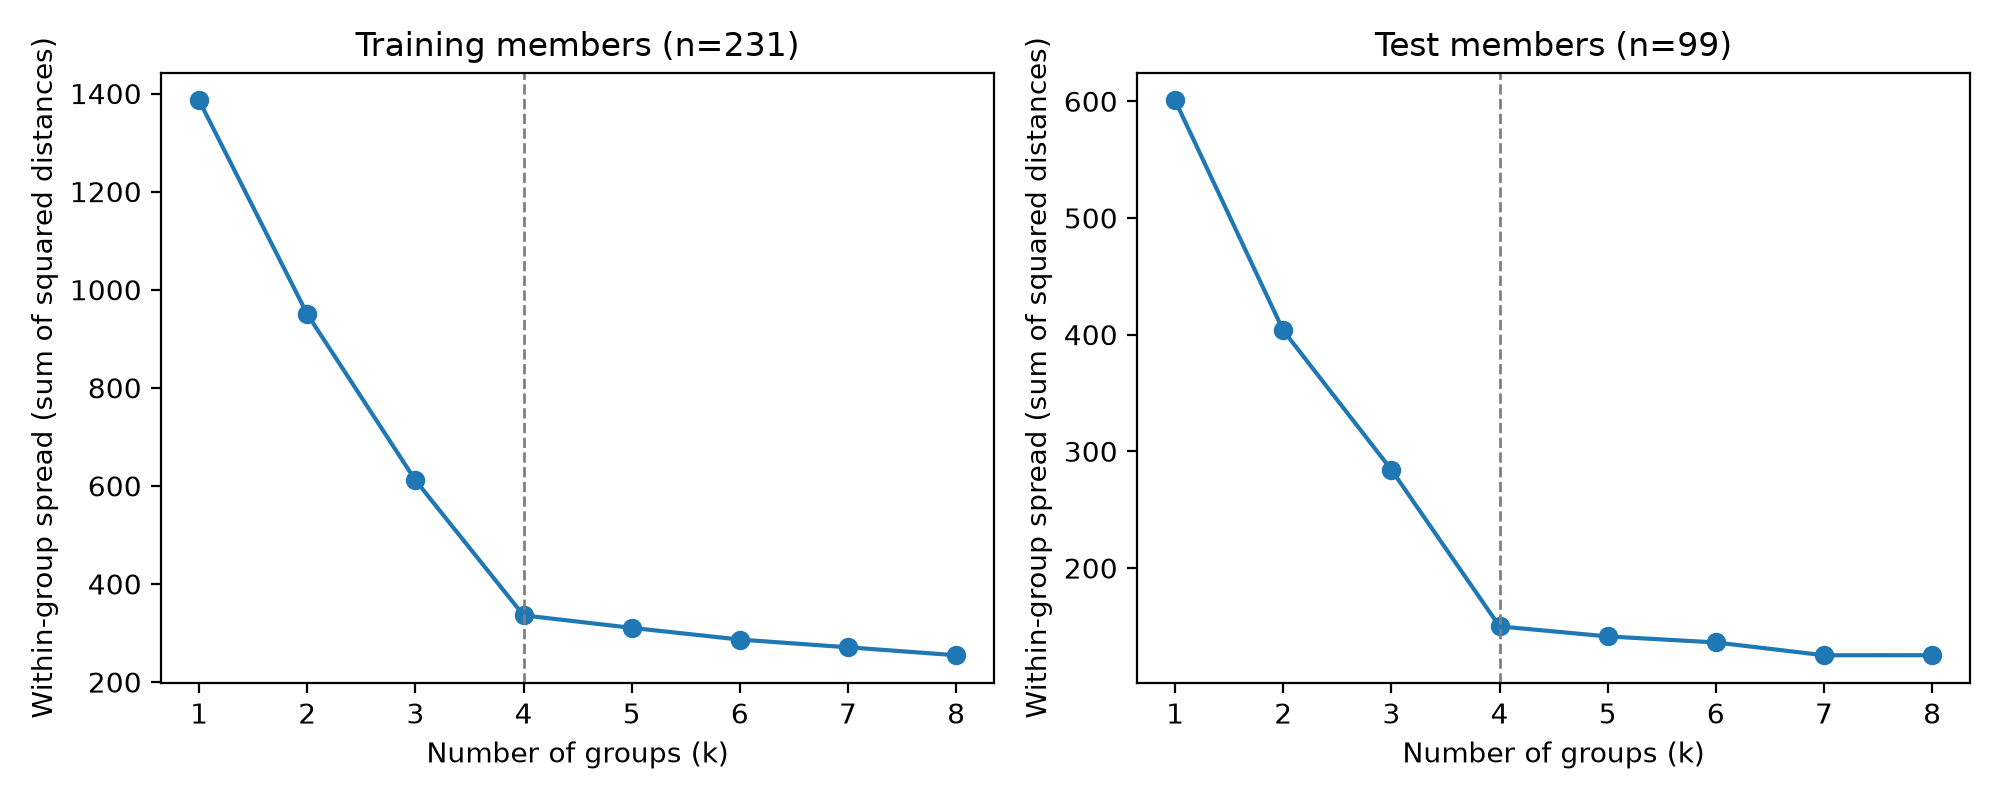 Training members (n=231)
Within-group spread (sum of squared distances)
1400
1200
1000
800
600
400
200
1 2 3 4 5 6 7 8
Number of groups (k)
Test members (n=99)
Within-group spread (sum of squared distances)
600
500
400
300
200
1 2 3 4 5 6 7 8
Number of groups (k)